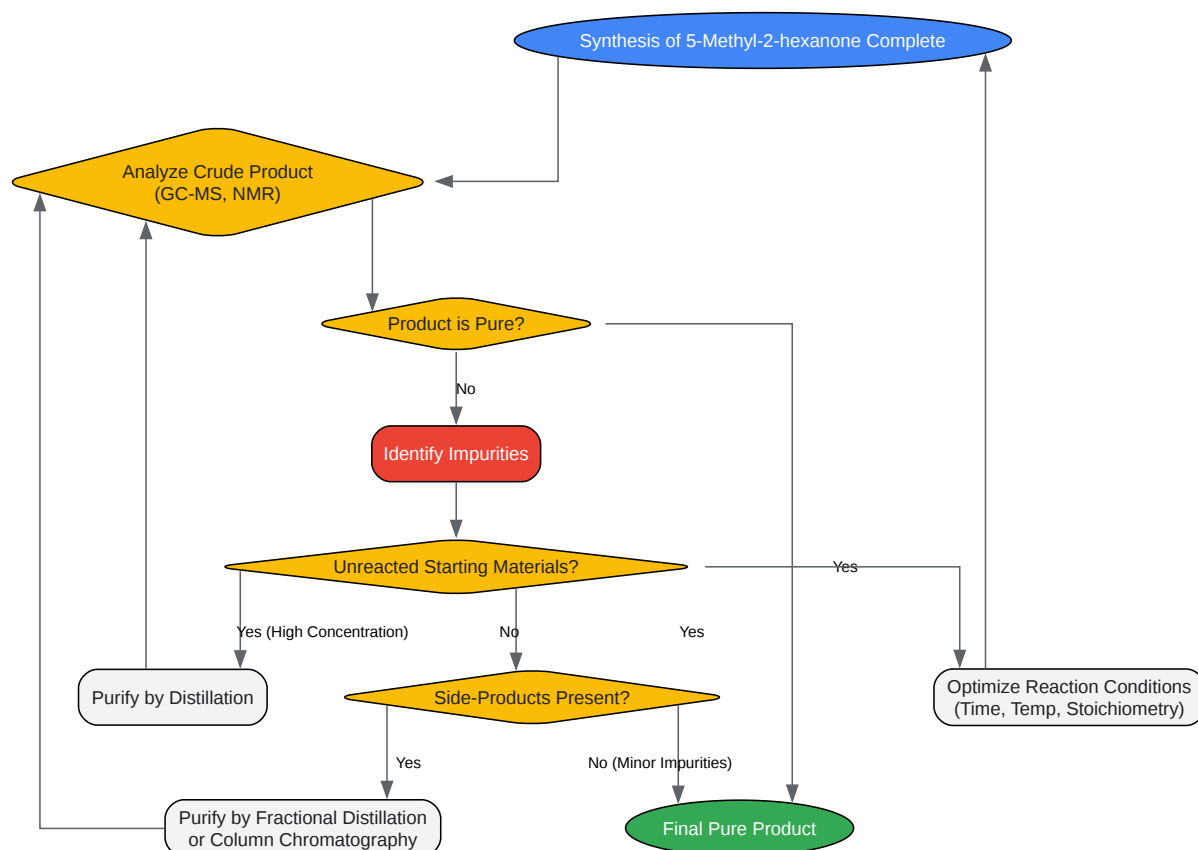 Synthesis of 5-Methyl-2-hexanone Complete
Analyze Crude Product
(GC-MS, NMR)
Product is Pure?
No
Identify Impurities
Unreacted Starting Materials?
Yes
Yes (High Concentration)
No
Yes
Purify by Distillation
Side-Products Present?
Optimize Reaction Conditions
(Time, Temp, Stoichiometry)
Yes
No (Minor Impurities)
Purify by Fractional Distillation
or Column Chromatography
Final Pure Product